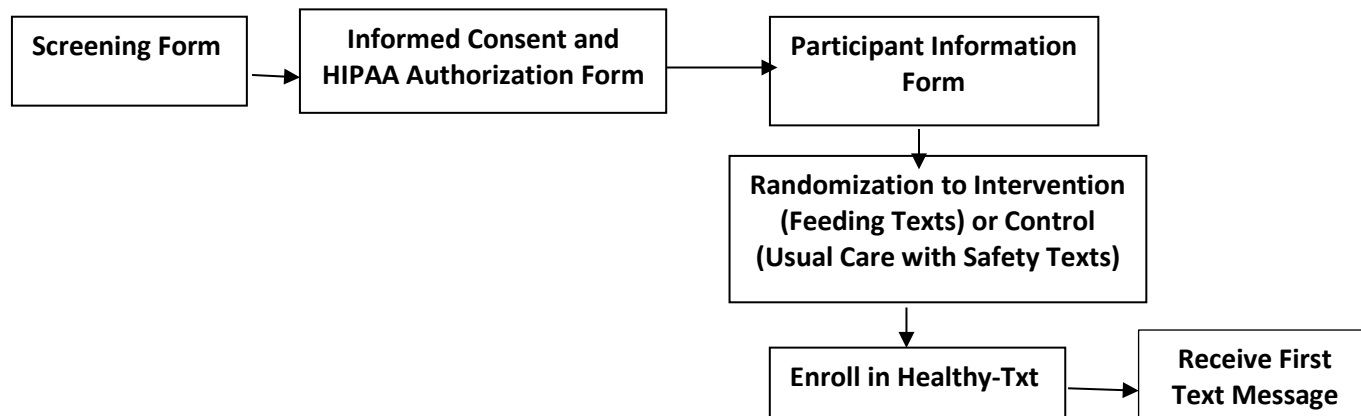 Screening Form
Informed Consent and
HIPAA Authorization Form
Participant Information
Form
Randomization to Intervention
(Feeding Texts) or Control
(Usual Care with Safety Texts)
Enroll in Healthy-Txt
Receive First
Text Message